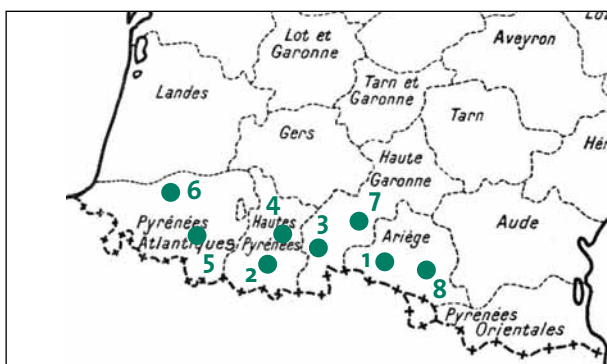 Lot et
Garonne
Aveyron
Lo
Landes
Tarn et
Garonne
Tarn
Gers
Hér
Haute
Garonne
6
7
4
Pyrénées
Atlantiques
Hautes
Pyrénées
3
Ariège
Aude
5
2
1
8
Pyrénées
Orientales